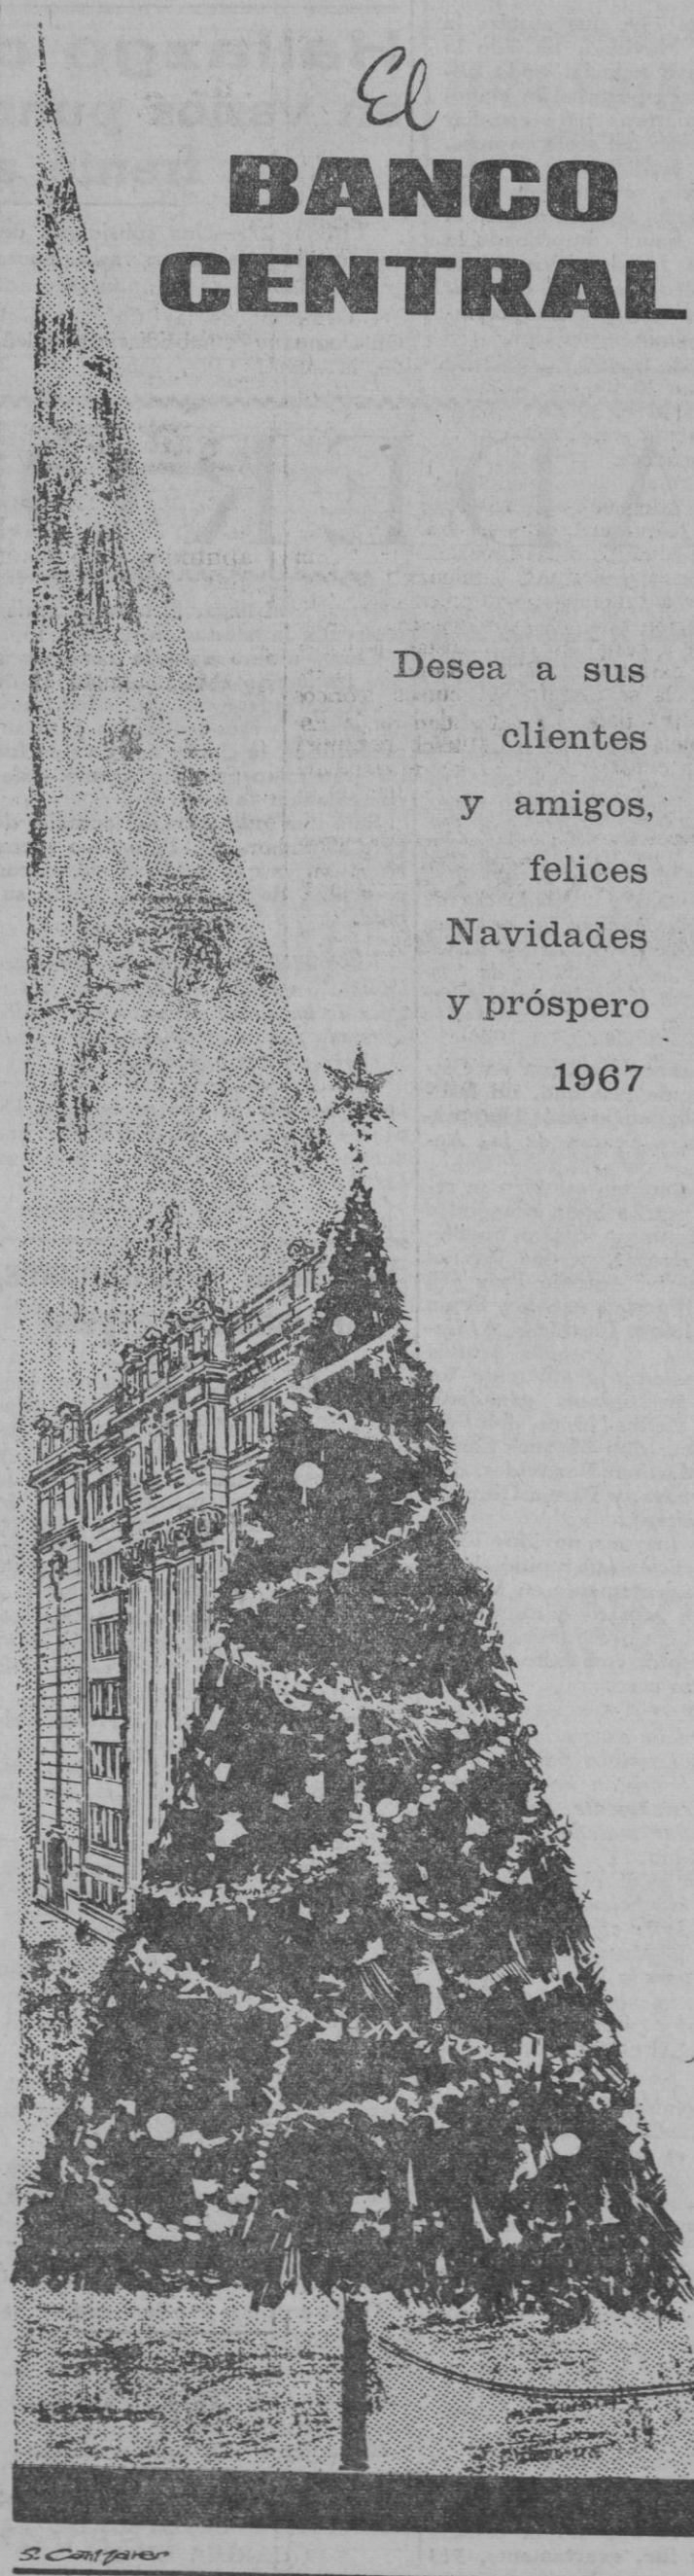 El
BANCO
CENTRAL
Desea a sus
clientes
y amigos,
felices
Navidades
y próspero
1967